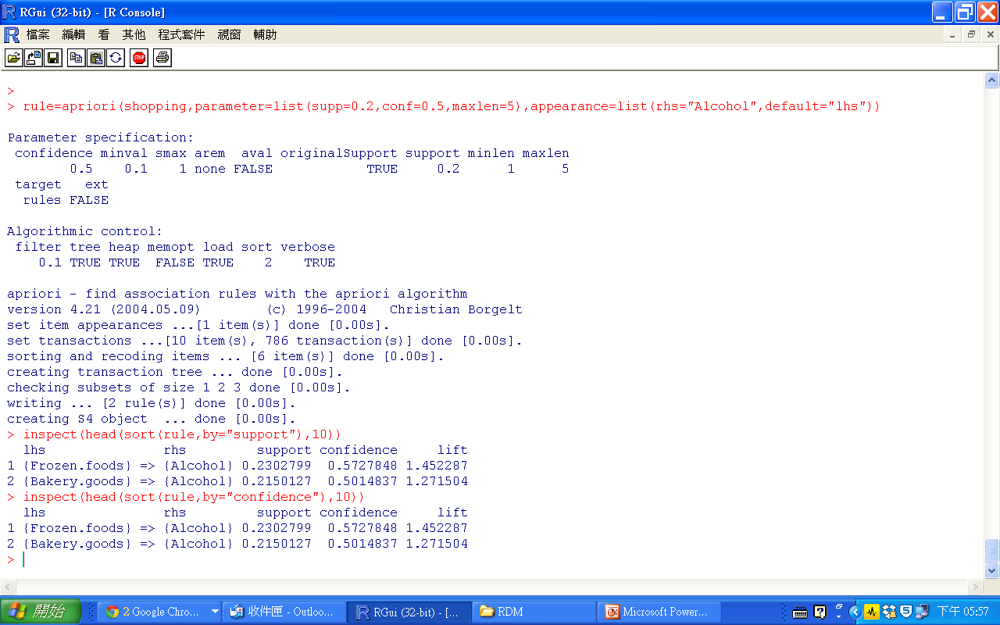 RGui (32-bit) - [R Console]
檔案 編輯 看 其他 程式套件 視窗 輔助
STOP
>
> rule=apriori(shopping,parameter=list(supp=0.2,conf=0.5,maxlen=5),appearance=list(rhs="Alcohol",default="lhs"))
Parameter specification:
confidence minval smax arem aval originalSupport support minlen maxlen
0.5 0.1 1 none FALSE TRUE 0.2 1 5
target ext
rules FALSE
Algorithmic control:
filter tree heap memopt load sort verbose
0.1 TRUE TRUE FALSE TRUE 2 TRUE
apriori - find association rules with the apriori algorithm
version 4.21 (2004.05.09) (c) 1996-2004 Christian Borgelt
set item appearances ...[1 item(s)] done [0.00s].
set transactions ...[10 item(s), 786 transaction(s)] done [0.00s].
sorting and recoding items ... [6 item(s)] done [0.00s].
creating transaction tree ... done [0.00s].
checking subsets of size 1 2 3 done [0.00s].
writing ... [2 rule(s)] done [0.00s].
creating S4 object ... done [0.00s].
> inspect(head(sort(rule,by="support"),10))
lhs rhs support confidence lift
1 {Frozen.foods} => {Alcohol} 0.2302799 0.5727848 1.452287
2 {Bakery.goods} => {Alcohol} 0.2150127 0.5014837 1.271504
> inspect(head(sort(rule,by="confidence"),10))
lhs rhs support confidence lift
1 {Frozen.foods} => {Alcohol} 0.2302799 0.5727848 1.452287
2 {Bakery.goods} => {Alcohol} 0.2150127 0.5014837 1.271504
>
開始 2 Google Chro... 收件匣 - Outloo... RGui (32-bit) - [... RDM Microsoft Power... 下午 05:57